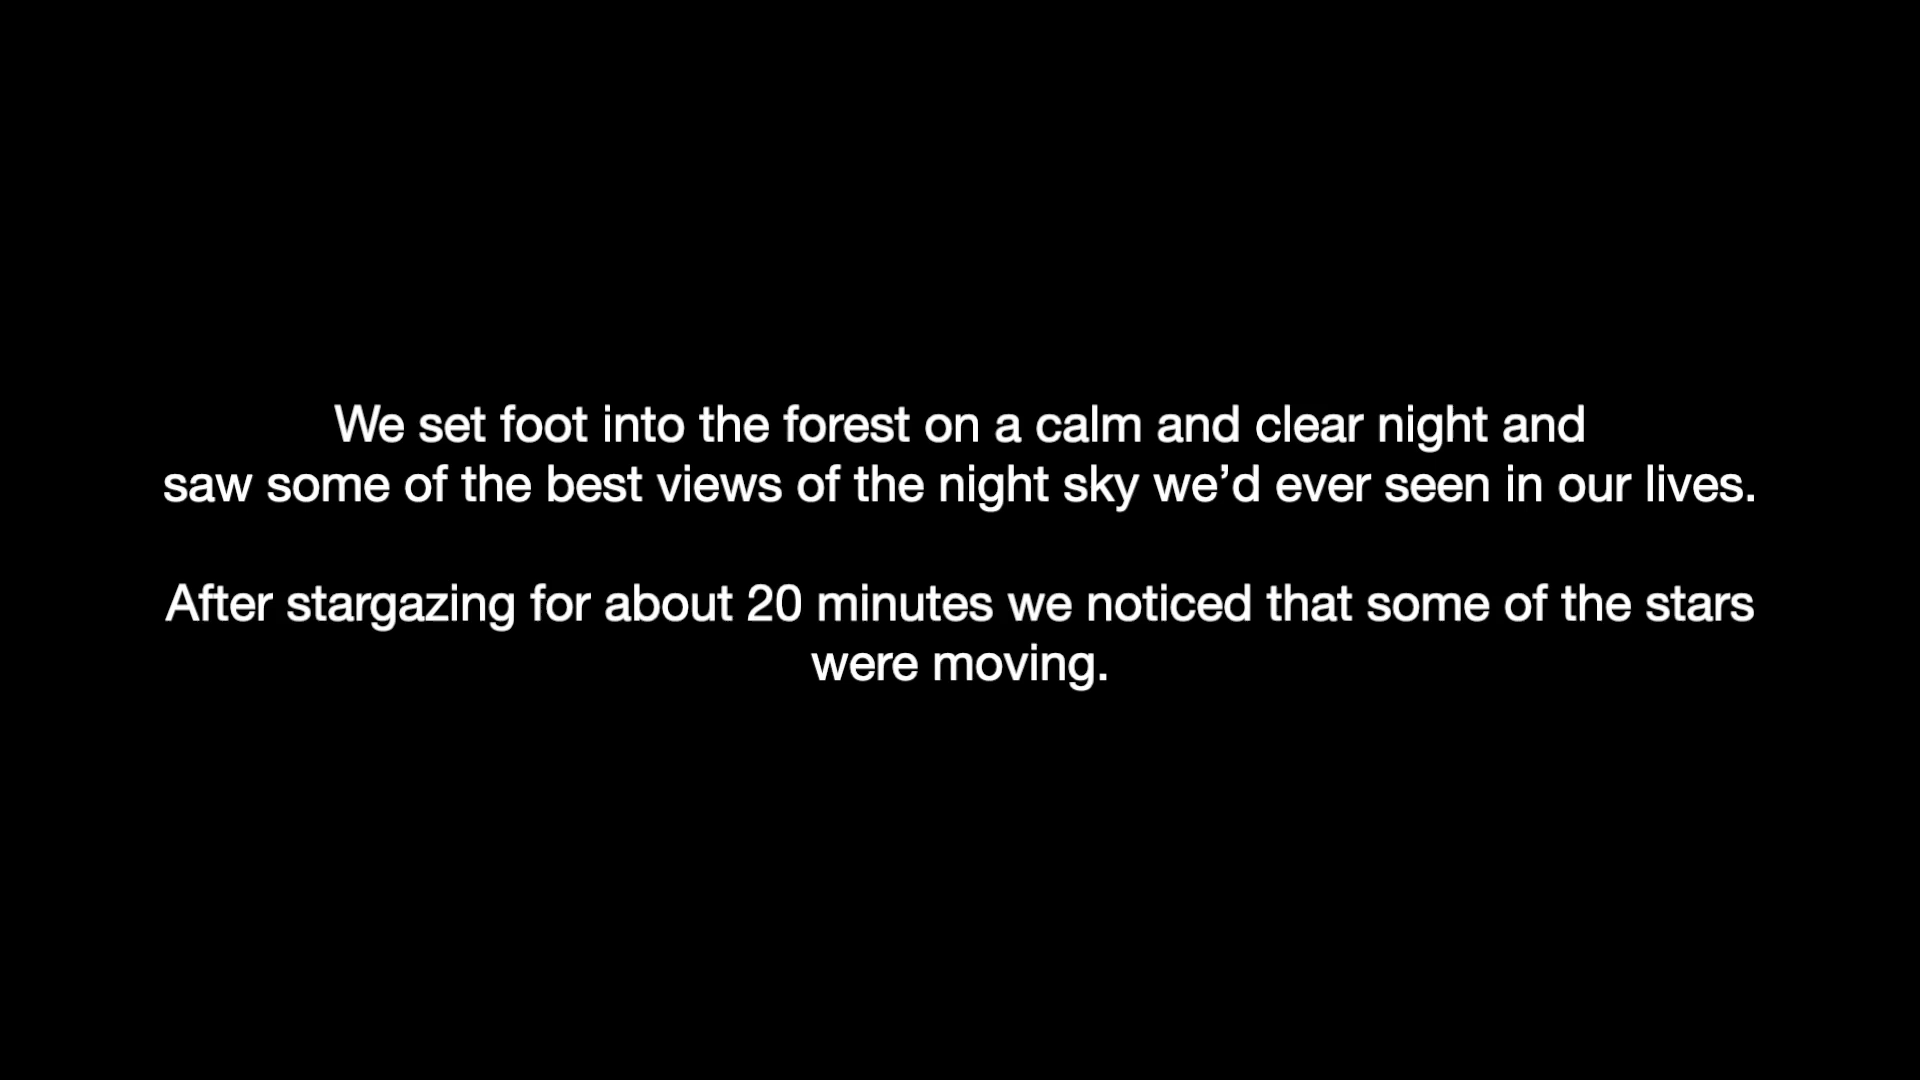 We set foot into the forest on a calm and clear night and
saw some of the best views of the night sky we’d ever seen in our lives.
After stargazing for about 20 minutes we noticed that some of the stars
were moving.